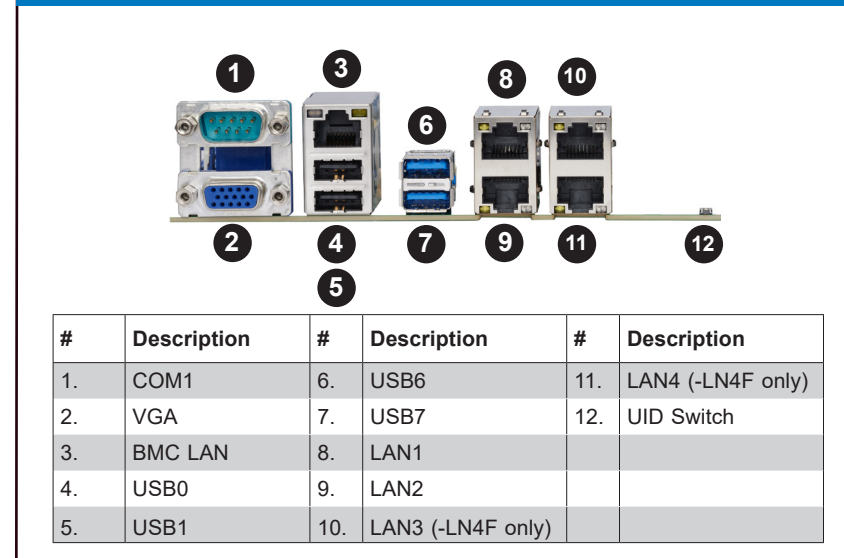 1 3 8 10
6
2 4 7 9 11 12
5
# Description # Description # Description
1. COM1 6. USB6 11. LAN4 (-LN4F only)
2. VGA 7. USB7 12. UID Switch
3. BMC LAN 8. LAN1
4. USB0 9. LAN2
5. USB1 10. LAN3 (-LN4F only)